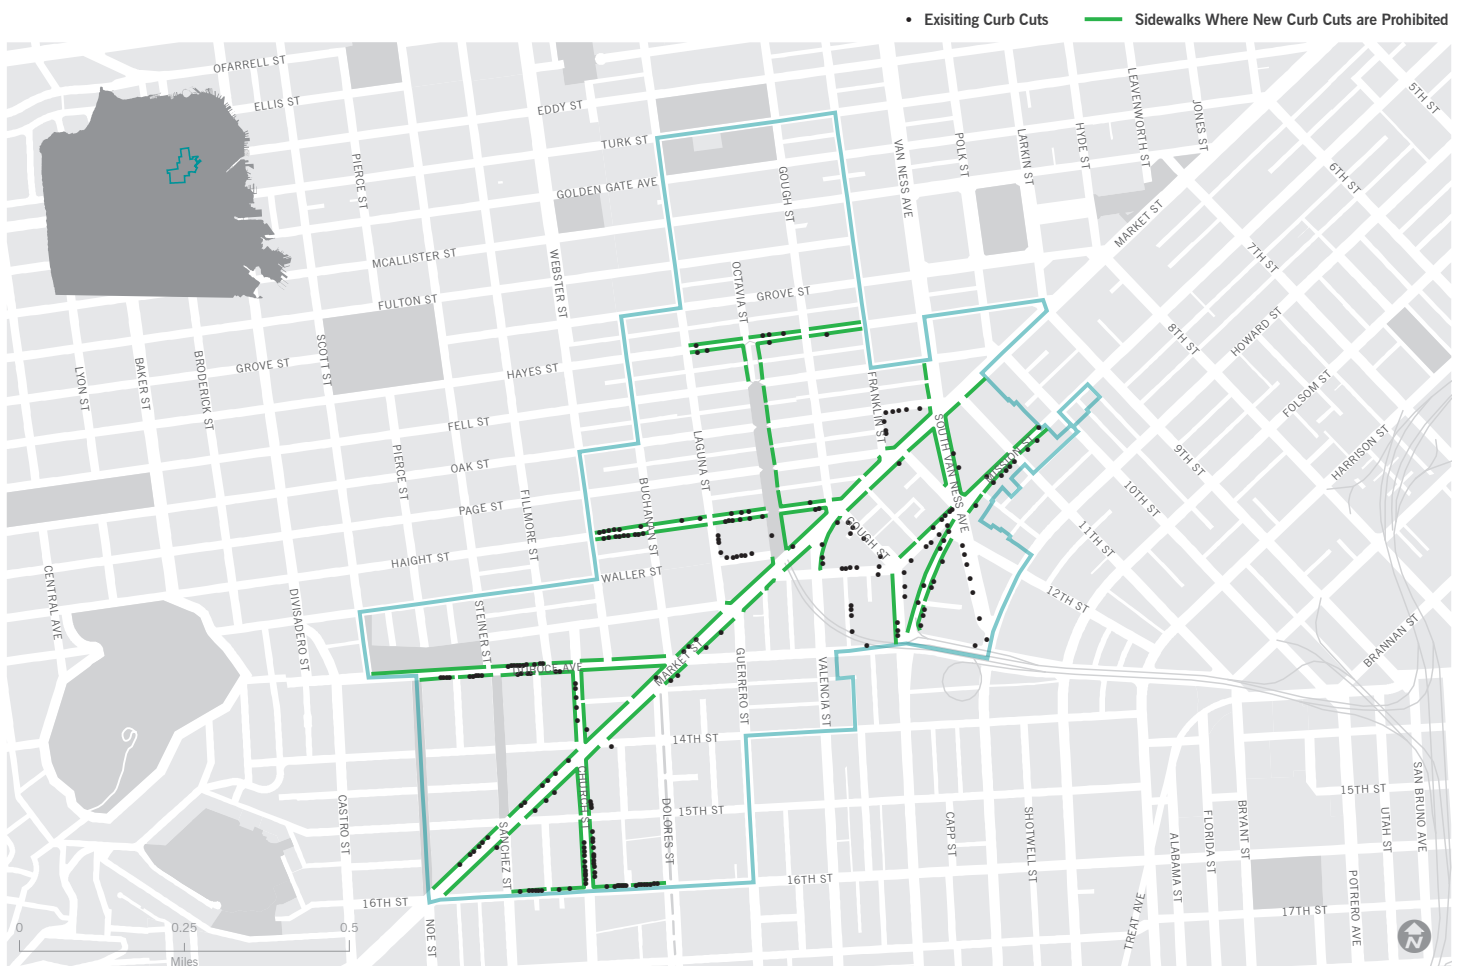 Exisiting Curb Cuts
Sidewalks Where New Curb Cuts are Prohibited
OFARRELL ST
ELLIS ST
EDDY ST
TURK ST
GOLDEN GATE AVE
MCALLISTER ST
FULTON ST
GROVE ST
GROVE ST
HAYES ST
FELL ST
OAK ST
PAGE ST
HAIGHT ST
WALLER ST
DUBOCE AVE
14TH ST
15TH ST
16TH ST
16TH ST
15TH ST
17TH ST
PIERCE ST
WEBSTER ST
OCTAVIA ST
GOUGH ST
VAN NESS AVE
POLK ST
LARKIN ST
HYDE ST
LEAVENWORTH ST
JONES ST
5TH ST
6TH ST
MARKET ST
7TH ST
8TH ST
HOWARD ST
FOLSOM ST
HARRISON ST
9TH ST
10TH ST
11TH ST
12TH ST
BRANNAN ST
LYON ST
BAKER ST
BRODERICK ST
SCOTT ST
PIERCE ST
FILLMORE ST
BUCHANAN ST
LAGUNA ST
FRANKLIN ST
SOUTH VAN NESS AVE
MISSION ST
GOUGH ST
CENTRAL AVE
DIVISADERO ST
STEINER ST
MARKET ST
GUERRERO ST
VALENCIA ST
CASTRO ST
SANCHEZ ST
CHURCH ST
DOLORES ST
NOE ST
CAPP ST
SHOTWELL ST
TREAT AVE
ALABAMA ST
FLORIDA ST
BRYANT ST
POTRERO AVE
UTAH ST
SAN BRUNO AVE
0
0.25
0.5
Miles
N